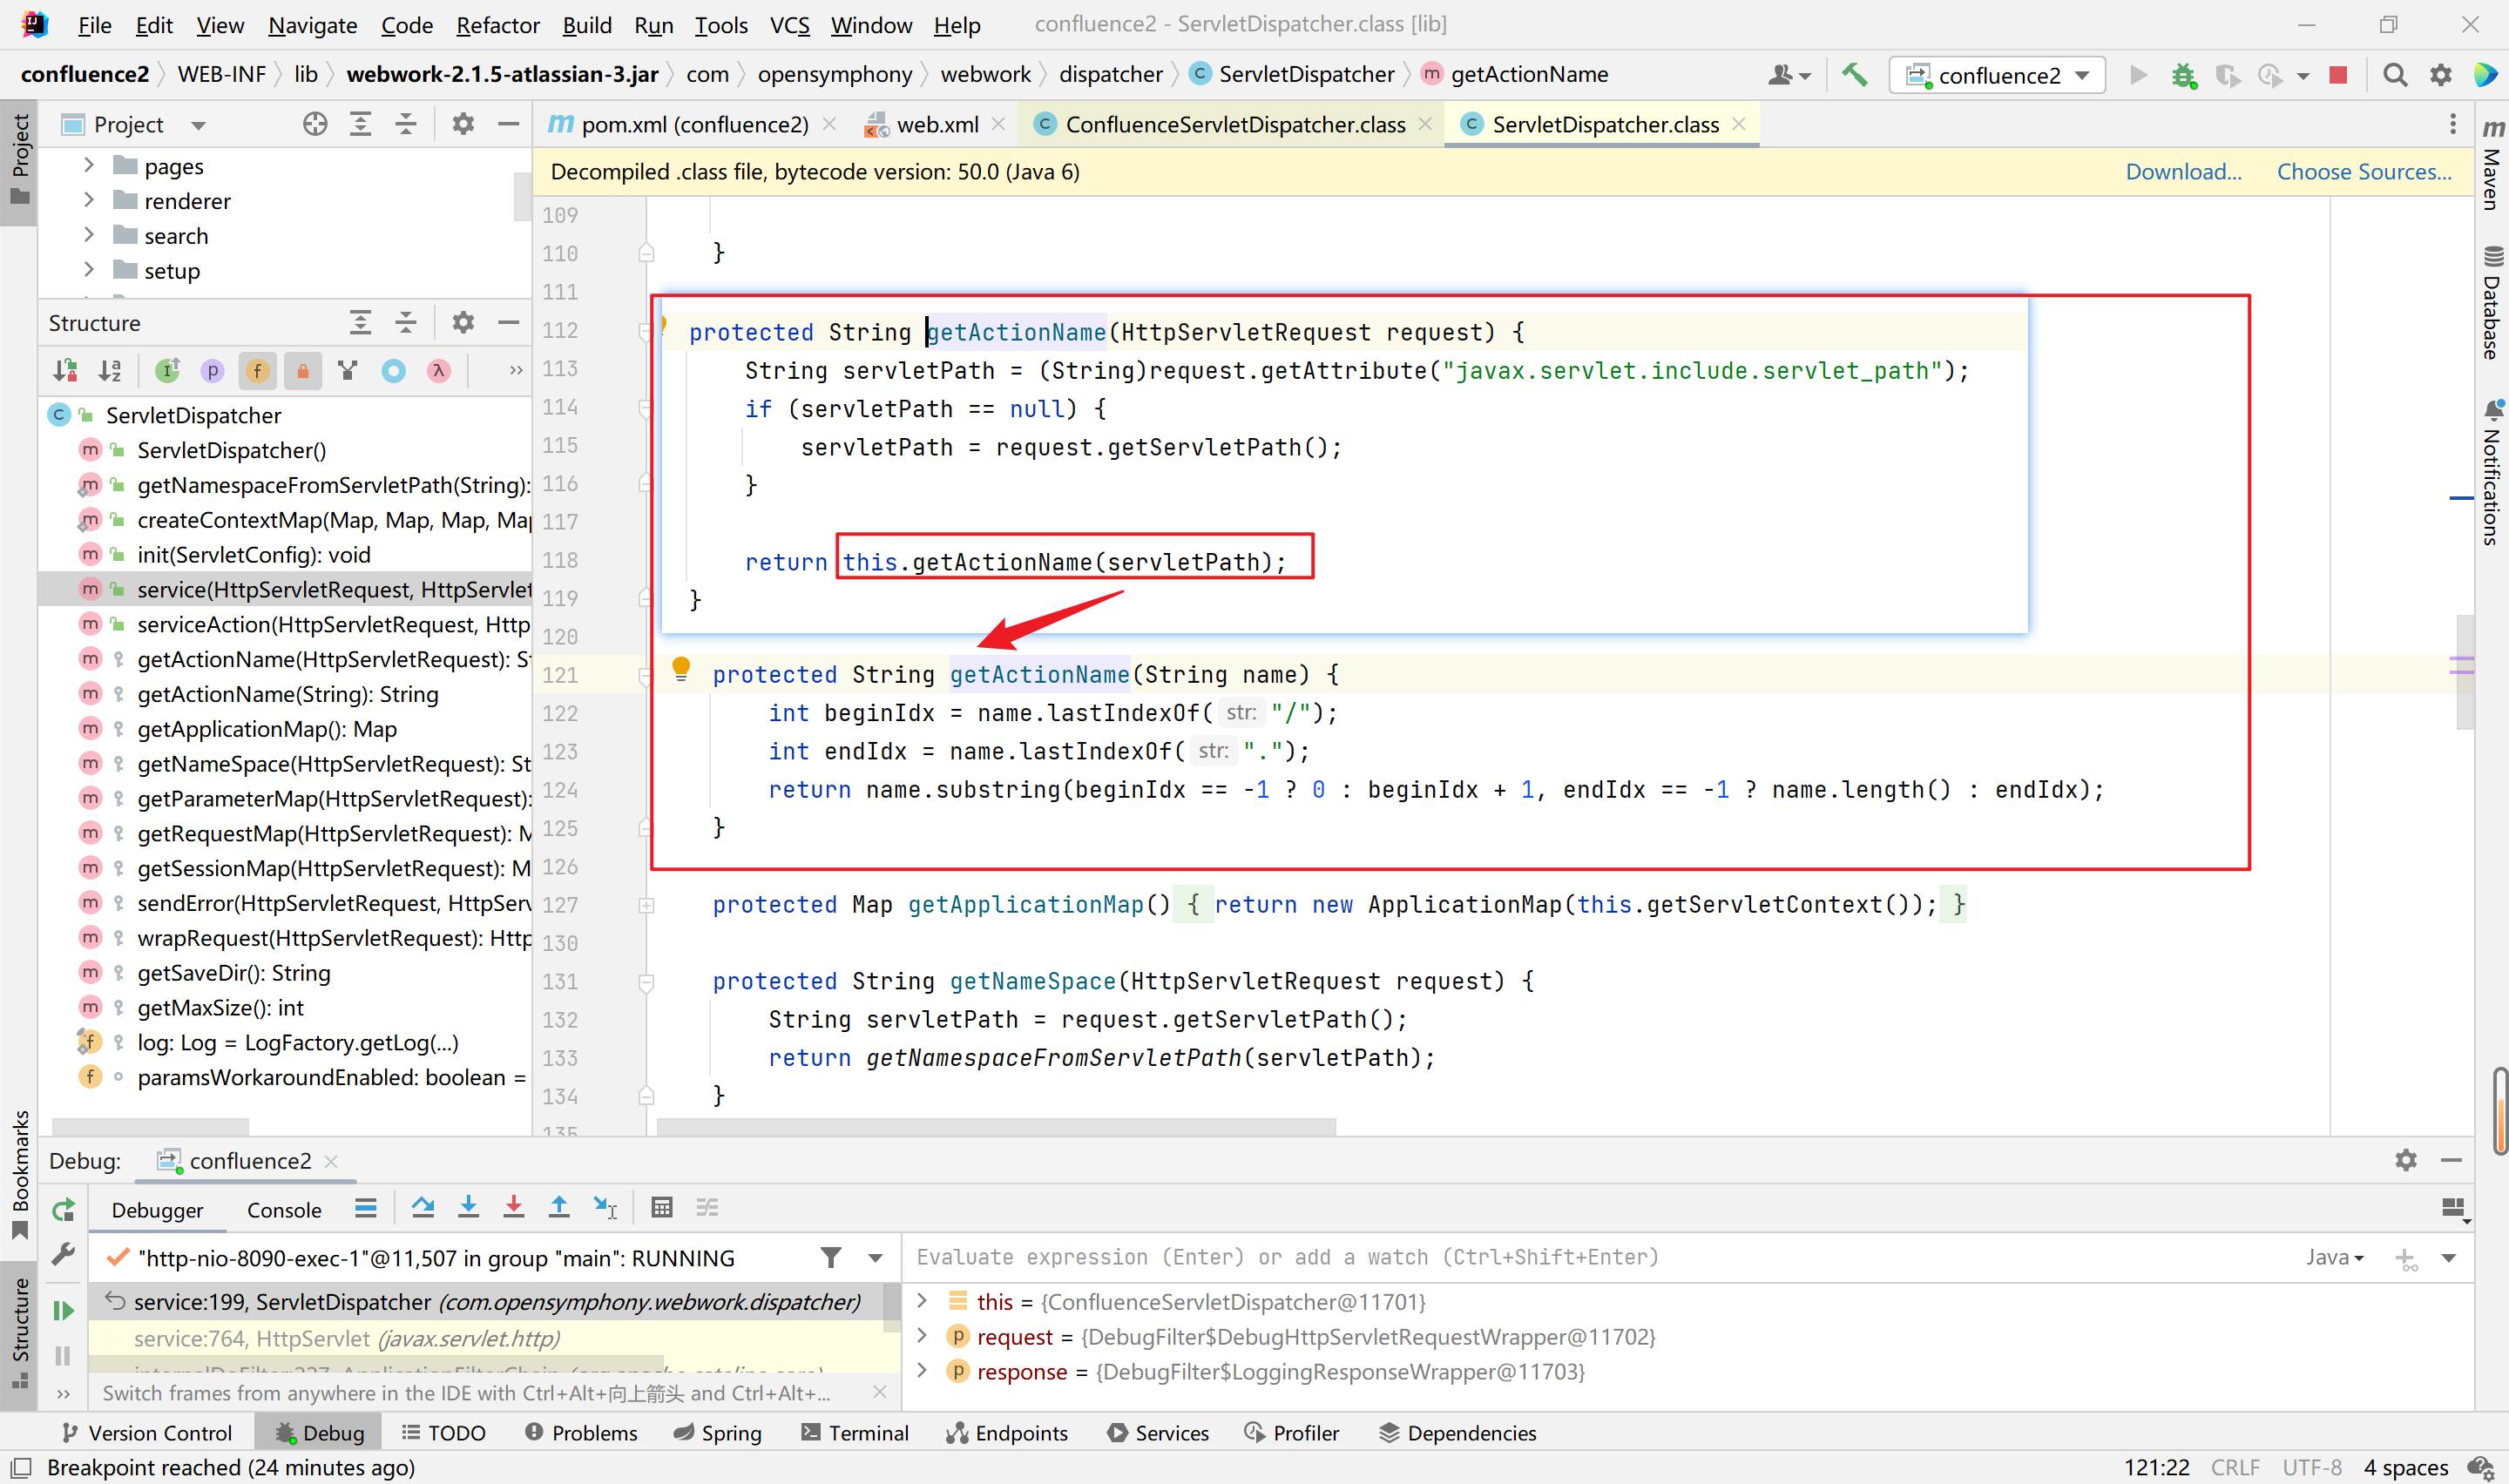 File Edit View Navigate Code Refactor Build Run Tools VCS Window Help confluence2 - ServletDispatcher.class [lib]
confluence2 WEB-INF lib webwork-2.1.5-atlassian-3.jar com opensymphony webwork dispatcher ServletDispatcher getActionName confluence2
Project
pom.xml (confluence2) web.xml ConfluenceServletDispatcher.class ServletDispatcher.class
Decompiled .class file, bytecode version: 50.0 (Java 6) Download... Choose Sources...
Project
pages
renderer
search
setup
Structure
ServletDispatcher
ServletDispatcher()
getNamespaceFromServletPath(String):
createContextMap(Map, Map, Map, Map
init(ServletConfig): void
service(HttpServletRequest, HttpServlet
serviceAction(HttpServletRequest, Http
getActionName(HttpServletRequest): St
getActionName(String): String
getApplicationMap(): Map
getNameSpace(HttpServletRequest): St
getParameterMap(HttpServletRequest):
getRequestMap(HttpServletRequest): M
getSessionMap(HttpServletRequest): M
sendError(HttpServletRequest, HttpServ
wrapRequest(HttpServletRequest): Http
getSaveDir(): String
getMaxSize(): int
log: Log = LogFactory.getLog(...)
paramsWorkaroundEnabled: boolean =
109
110 }
111
112 protected String getActionName(HttpServletRequest request) {
113 String servletPath = (String)request.getAttribute("javax.servlet.include.servlet_path");
114 if (servletPath == null) {
115 servletPath = request.getServletPath();
116 }
117
118 return this.getActionName(servletPath);
119 }
120
121 protected String getActionName(String name) {
122 int beginIdx = name.lastIndexOf( str: "/");
123 int endIdx = name.lastIndexOf( str: ".");
124 return name.substring(beginIdx == -1 ? 0 : beginIdx + 1, endIdx == -1 ? name.length() : endIdx);
125 }
126
127 protected Map getApplicationMap() { return new ApplicationMap(this.getServletContext()); }
130
131 protected String getNameSpace(HttpServletRequest request) {
132 String servletPath = request.getServletPath();
133 return getNamespaceFromServletPath(servletPath);
134 }
135
Maven
Database
Notifications
Bookmarks
Structure
Debug: confluence2
Debugger Console
"http-nio-8090-exec-1"@11,507 in group "main": RUNNING
service:199, ServletDispatcher (com.opensymphony.webwork.dispatcher)
service:764, HttpServlet (javax.servlet.http)
internalDoFilter:227, ApplicationFilterChain (org.apache.catalina.core)
Switch frames from anywhere in the IDE with Ctrl+Alt+向上箭头 and Ctrl+Alt+...
Evaluate expression (Enter) or add a watch (Ctrl+Shift+Enter) Java
this = {ConfluenceServletDispatcher@11701}
request = {DebugFilter$DebugHttpServletRequestWrapper@11702}
response = {DebugFilter$LoggingResponseWrapper@11703}
Version Control Debug TODO Problems Spring Terminal Endpoints Services Profiler Dependencies
Breakpoint reached (24 minutes ago) 121:22 CRLF UTF-8 4 spaces